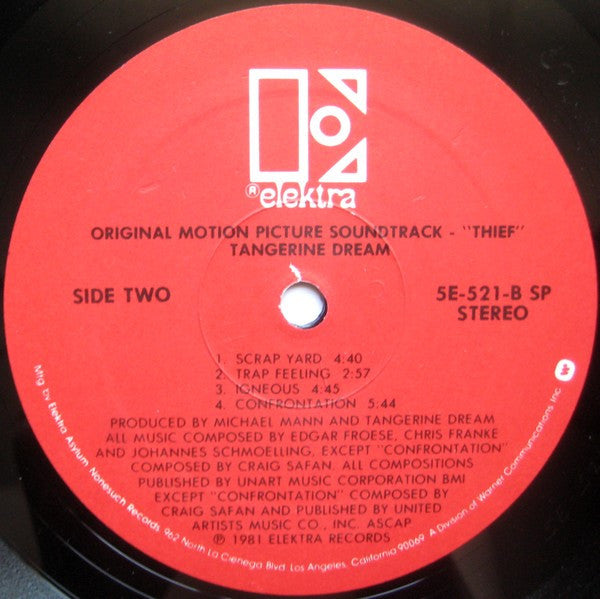 ® elektra
ORIGINAL MOTION PICTURE SOUNDTRACK - "THIEF"
TANGERINE DREAM
SIDE TWO
5E-521-B SP
STEREO
1. SCRAP YARD 4:40
2. TRAP FEELING 2:57
3. IGNEOUS 4:45
4. CONFRONTATION 5:44
PRODUCED BY MICHAEL MANN AND TANGERINE DREAM
ALL MUSIC COMPOSED BY EDGAR FROESE, CHRIS FRANKE
AND JOHANNES SCHMOELLING, EXCEPT "CONFRONTATION"
COMPOSED BY CRAIG SAFAN. ALL COMPOSITIONS
PUBLISHED BY UNART MUSIC CORPORATION BMI
EXCEPT "CONFRONTATION" COMPOSED BY
CRAIG SAFAN AND PUBLISHED BY UNITED
ARTISTS MUSIC CO., INC. ASCAP
℗ 1981 ELEKTRA RECORDS
Mfg by Elektra Asylum Nonesuch Records 962 North La Cienega Blvd Los Angeles, California 90069 A Division of Warner Communications Inc